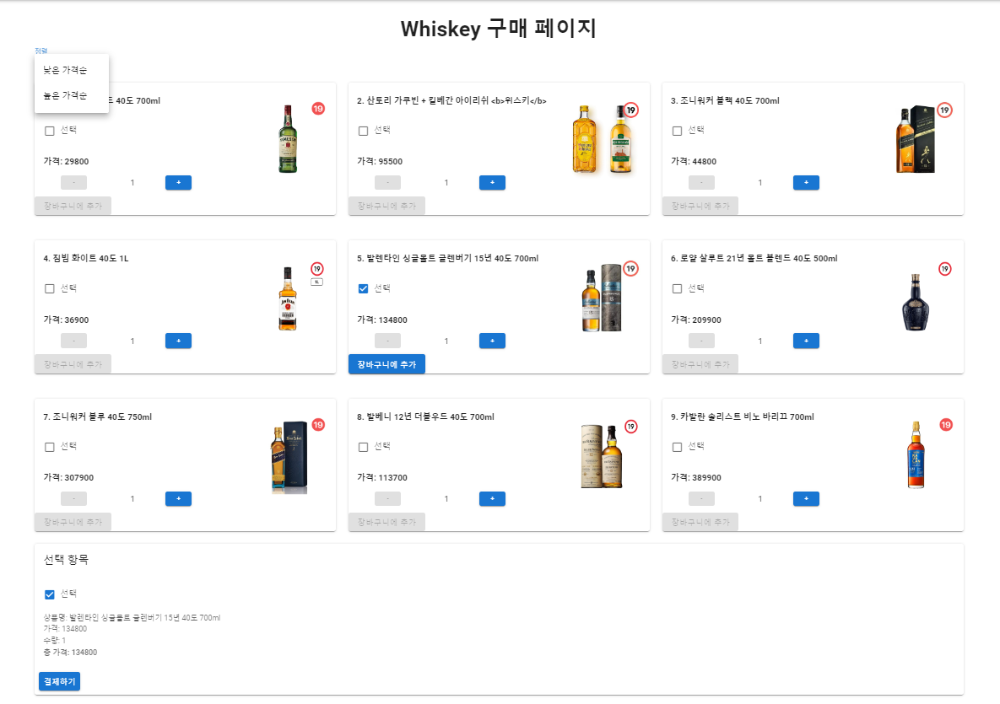 Whiskey 구매 페이지
정렬
낮은 가격순
높은 가격순
드 40도 700ml
19
선택
가격: 29800
- 1 +
장바구니에 추가
2. 산토리 가쿠빈 + 킬베간 아이리쉬 <b>위스키</b>
19
선택
가격: 95500
- 1 +
장바구니에 추가
3. 조니워커 블랙 40도 700ml
19
선택
가격: 44800
- 1 +
장바구니에 추가
4. 짐빔 화이트 40도 1L
19
1L
선택
가격: 36900
- 1 +
장바구니에 추가
5. 발렌타인 싱글몰트 글렌버기 15년 40도 700ml
19
선택
가격: 134800
- 1 +
장바구니에 추가
6. 로얄 살루트 21년 몰트 블렌드 40도 500ml
19
선택
가격: 209900
- 1 +
장바구니에 추가
7. 조니워커 블루 40도 750ml
19
선택
가격: 307900
- 1 +
장바구니에 추가
8. 발베니 12년 더블우드 40도 700ml
19
선택
가격: 113700
- 1 +
장바구니에 추가
9. 카발란 솔리스트 비노 바리끄 700ml
19
선택
가격: 389900
- 1 +
장바구니에 추가
선택 항목
선택
상품명: 발렌타인 싱글몰트 글렌버기 15년 40도 700ml
가격: 134800
수량: 1
총 가격: 134800
결제하기